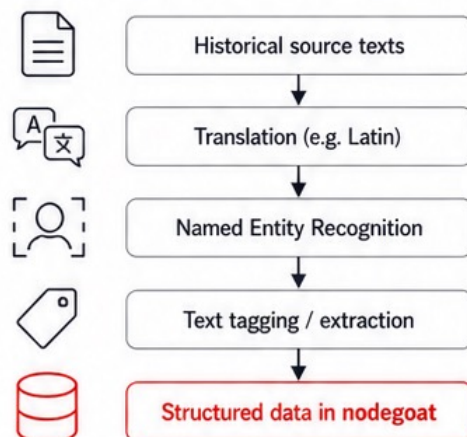 Historical source texts
A 文
Translation (e.g. Latin)
Named Entity Recognition
Text tagging / extraction
Structured data in nodegoat